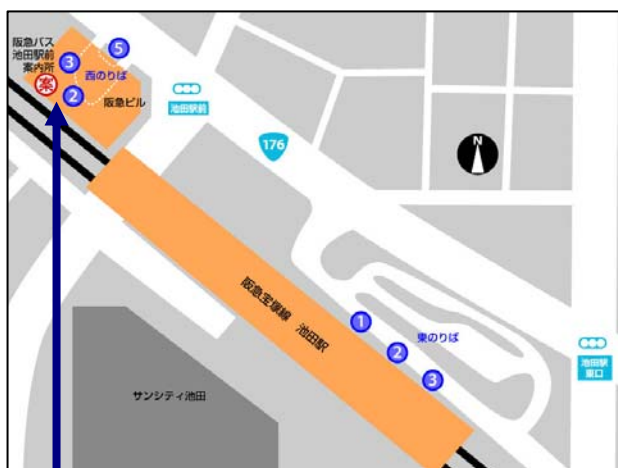 阪急バス
池田駅前
案内所
案
3
2
5
西のりば
阪急ビル
池田駅前
176
N
阪急宝塚線 池田駅
1
2
3
東のりば
池田駅
東口
サンシティ池田